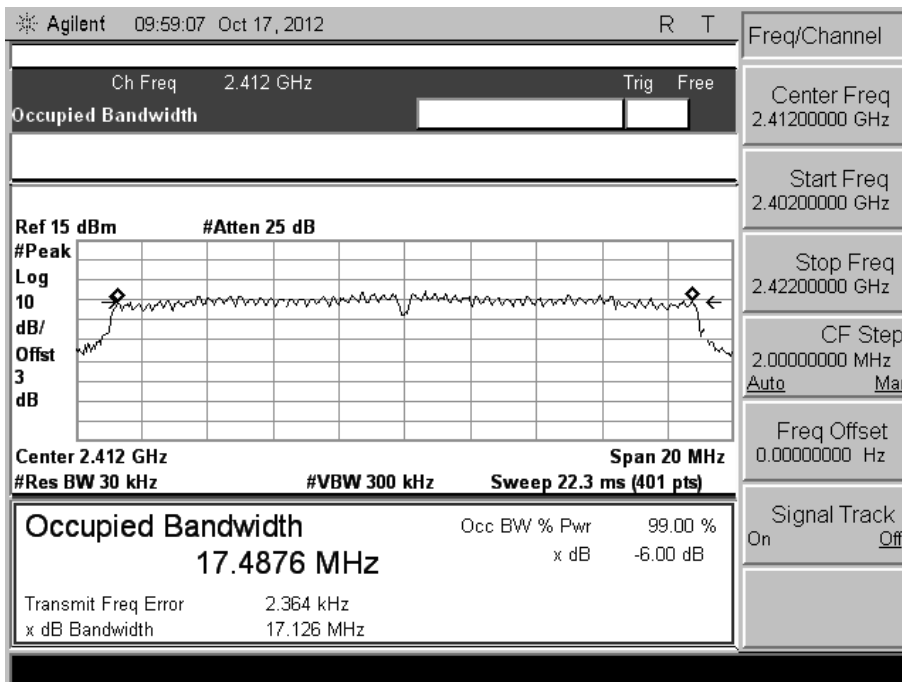 Agilent 09:59:07 Oct 17, 2012 R T
Freq/Channel
Ch Freq 2.412 GHz Trig Free
Occupied Bandwidth
Center Freq
2.41200000 GHz
Start Freq
2.40200000 GHz
Stop Freq
2.42200000 GHz
CF Step
2.00000000 MHz
Auto Mar
Freq Offset
0.00000000 Hz
Signal Track
On Off
Ref 15 dBm #Atten 25 dB
#Peak
Log
10
dB/
Offst
3
dB
Center 2.412 GHz Span 20 MHz
#Res BW 30 kHz #VBW 300 kHz Sweep 22.3 ms (401 pts)
Occupied Bandwidth Occ BW % Pwr 99.00 %
17.4876 MHz x dB -6.00 dB
Transmit Freq Error 2.364 kHz
x dB Bandwidth 17.126 MHz